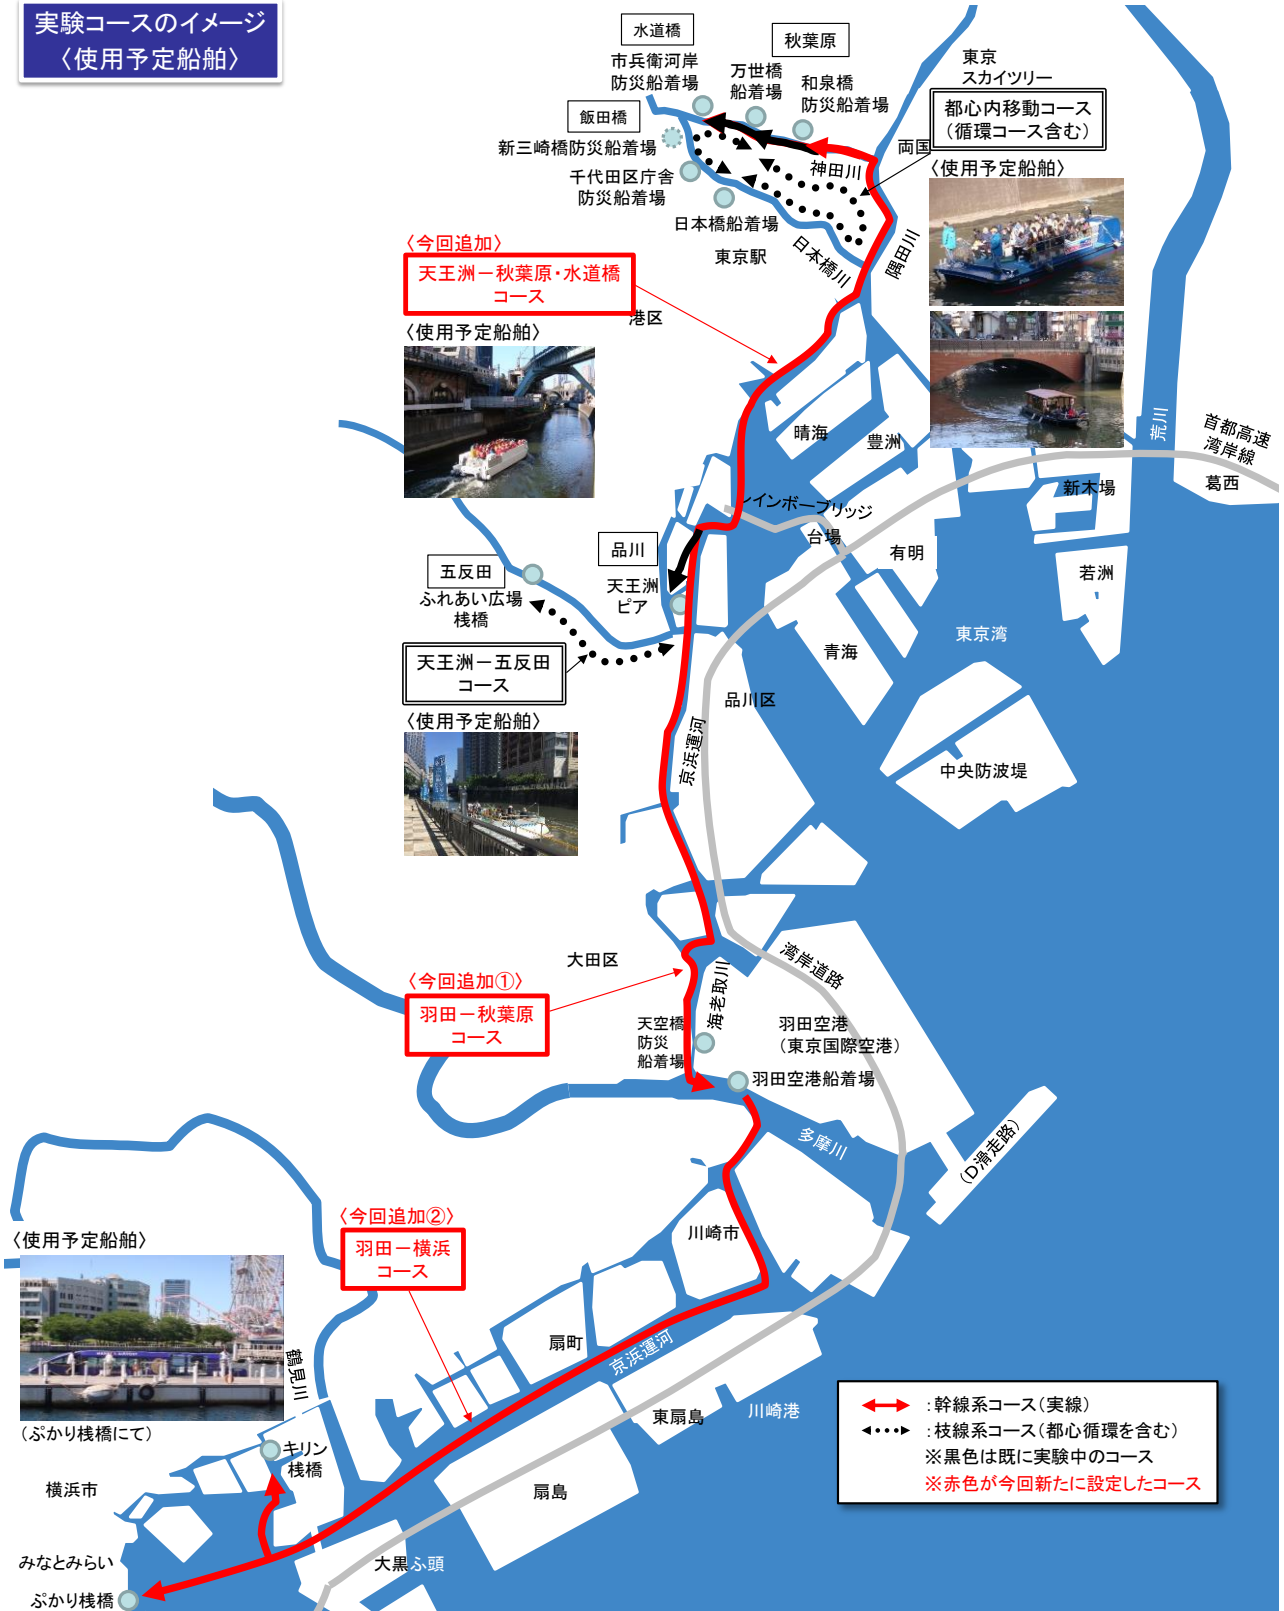 実験コースのイメージ
〈使用予定船舶〉
水道橋
市兵衛河岸
防災船着場
秋葉原
万世橋
船着場
和泉橋
防災船着場
東京
スカイツリー
飯田橋
新三崎橋防災船着場
千代田区庁舎
防災船着場
日本橋船着場
東京駅
神田川
両国
日本橋川
隅田川
都心内移動コース
（循環コース含む）
〈使用予定船舶〉
〈今回追加〉
天王洲－秋葉原・水道橋
コース
〈使用予定船舶〉
港区
晴海
豊洲
荒川
首都高速
湾岸線
新木場
葛西
レインボーブリッジ
台場
有明
若洲
東京湾
青海
品川
天王洲
ピア
五反田
ふれあい広場
桟橋
天王洲－五反田
コース
〈使用予定船舶〉
品川区
京浜運河
中央防波堤
大田区
〈今回追加①〉
羽田－秋葉原
コース
湾岸道路
海老取川
天空橋
防災
船着場
羽田空港
（東京国際空港）
羽田空港船着場
多摩川
（D滑走路）
〈今回追加②〉
羽田－横浜
コース
川崎市
〈使用予定船舶〉
（ぷかり桟橋にて）
鶴見川
扇町
京浜運河
東扇島
川崎港
キリン
桟橋
横浜市
扇島
みなとみらい
大黒ふ頭
ぷかり桟橋
：幹線系コース（実線）
：枝線系コース（都心循環を含む）
※黒色は既に実験中のコース
※赤色が今回新たに設定したコース